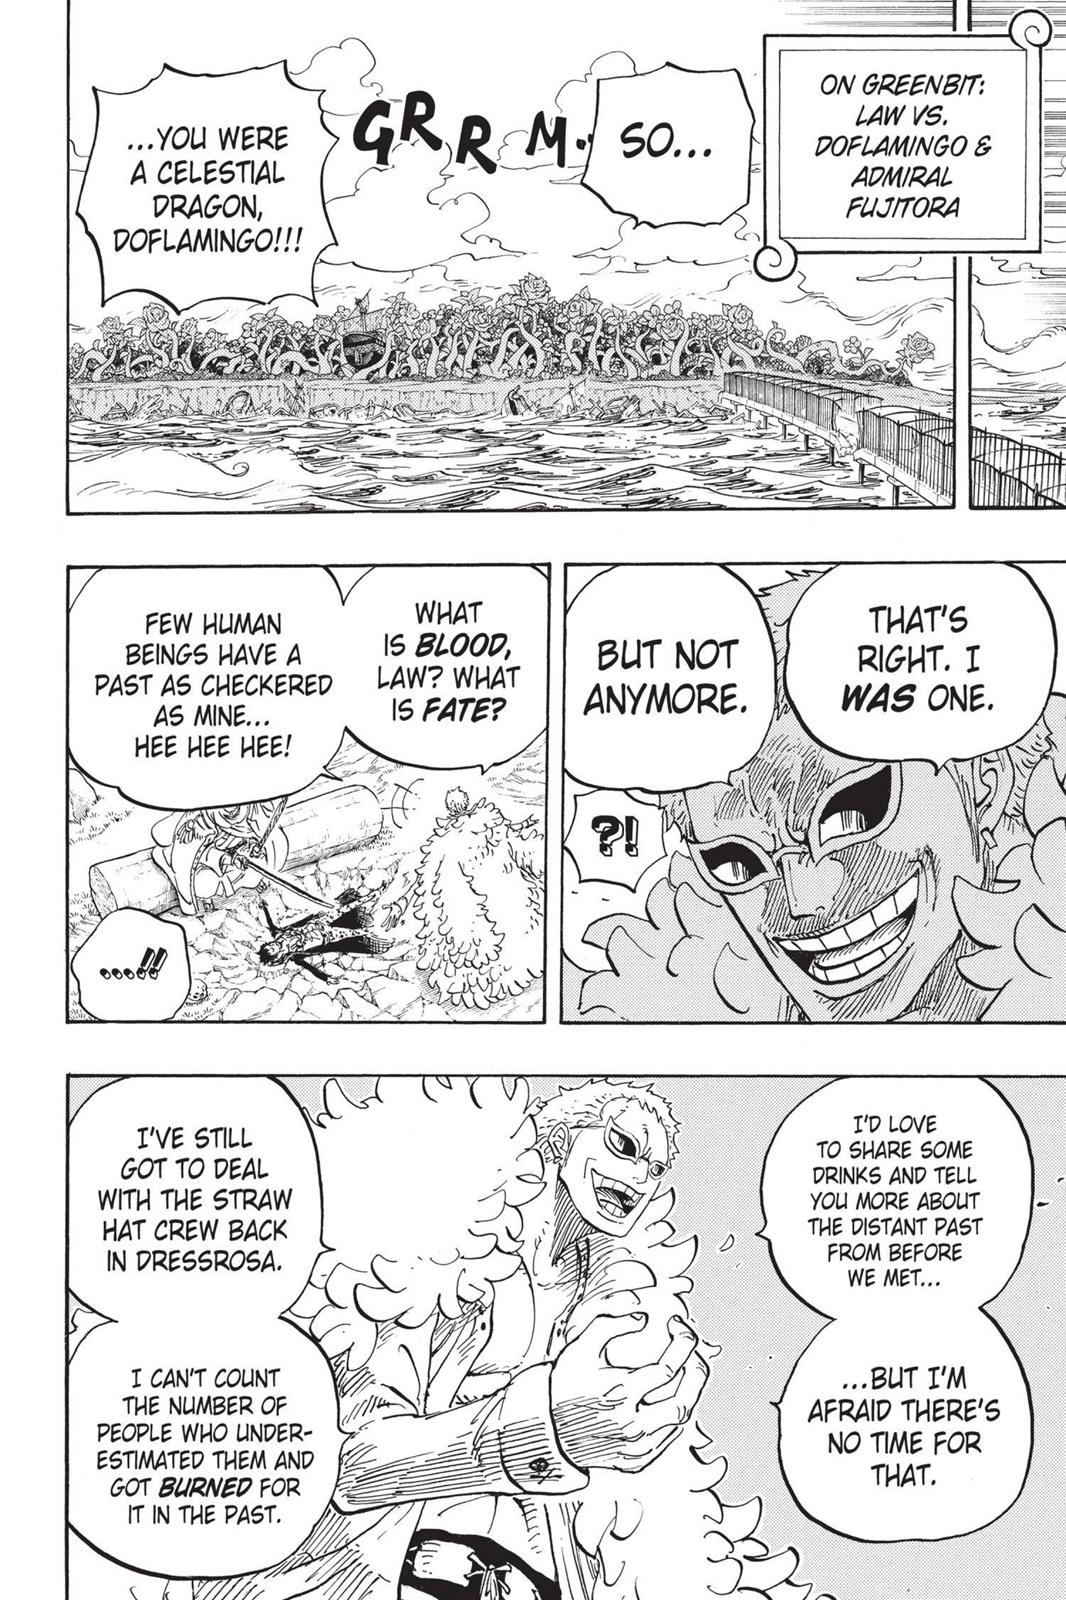 ON GREENBIT:
LAW VS.
DOFLAMINGO &
ADMIRAL
FUJITORA
SO...
GRRM.
...YOU WERE
A CELESTIAL
DRAGON,
DOFLAMINGO!!!
THAT'S
RIGHT. I
WAS ONE.
BUT NOT
ANYMORE.
?!
WHAT
IS BLOOD,
LAW? WHAT
IS FATE?
FEW HUMAN
BEINGS HAVE A
PAST AS CHECKERED
AS MINE...
HEE HEE HEE!
....!!
I'D LOVE
TO SHARE SOME
DRINKS AND TELL
YOU MORE ABOUT
THE DISTANT PAST
FROM BEFORE
WE MET...
...BUT I'M
AFRAID THERE'S
NO TIME FOR
THAT.
I'VE STILL
GOT TO DEAL
WITH THE STRAW
HAT CREW BACK
IN DRESSROSA.
I CAN'T COUNT
THE NUMBER OF
PEOPLE WHO UNDER-
ESTIMATED THEM AND
GOT BURNED FOR
IT IN THE PAST.